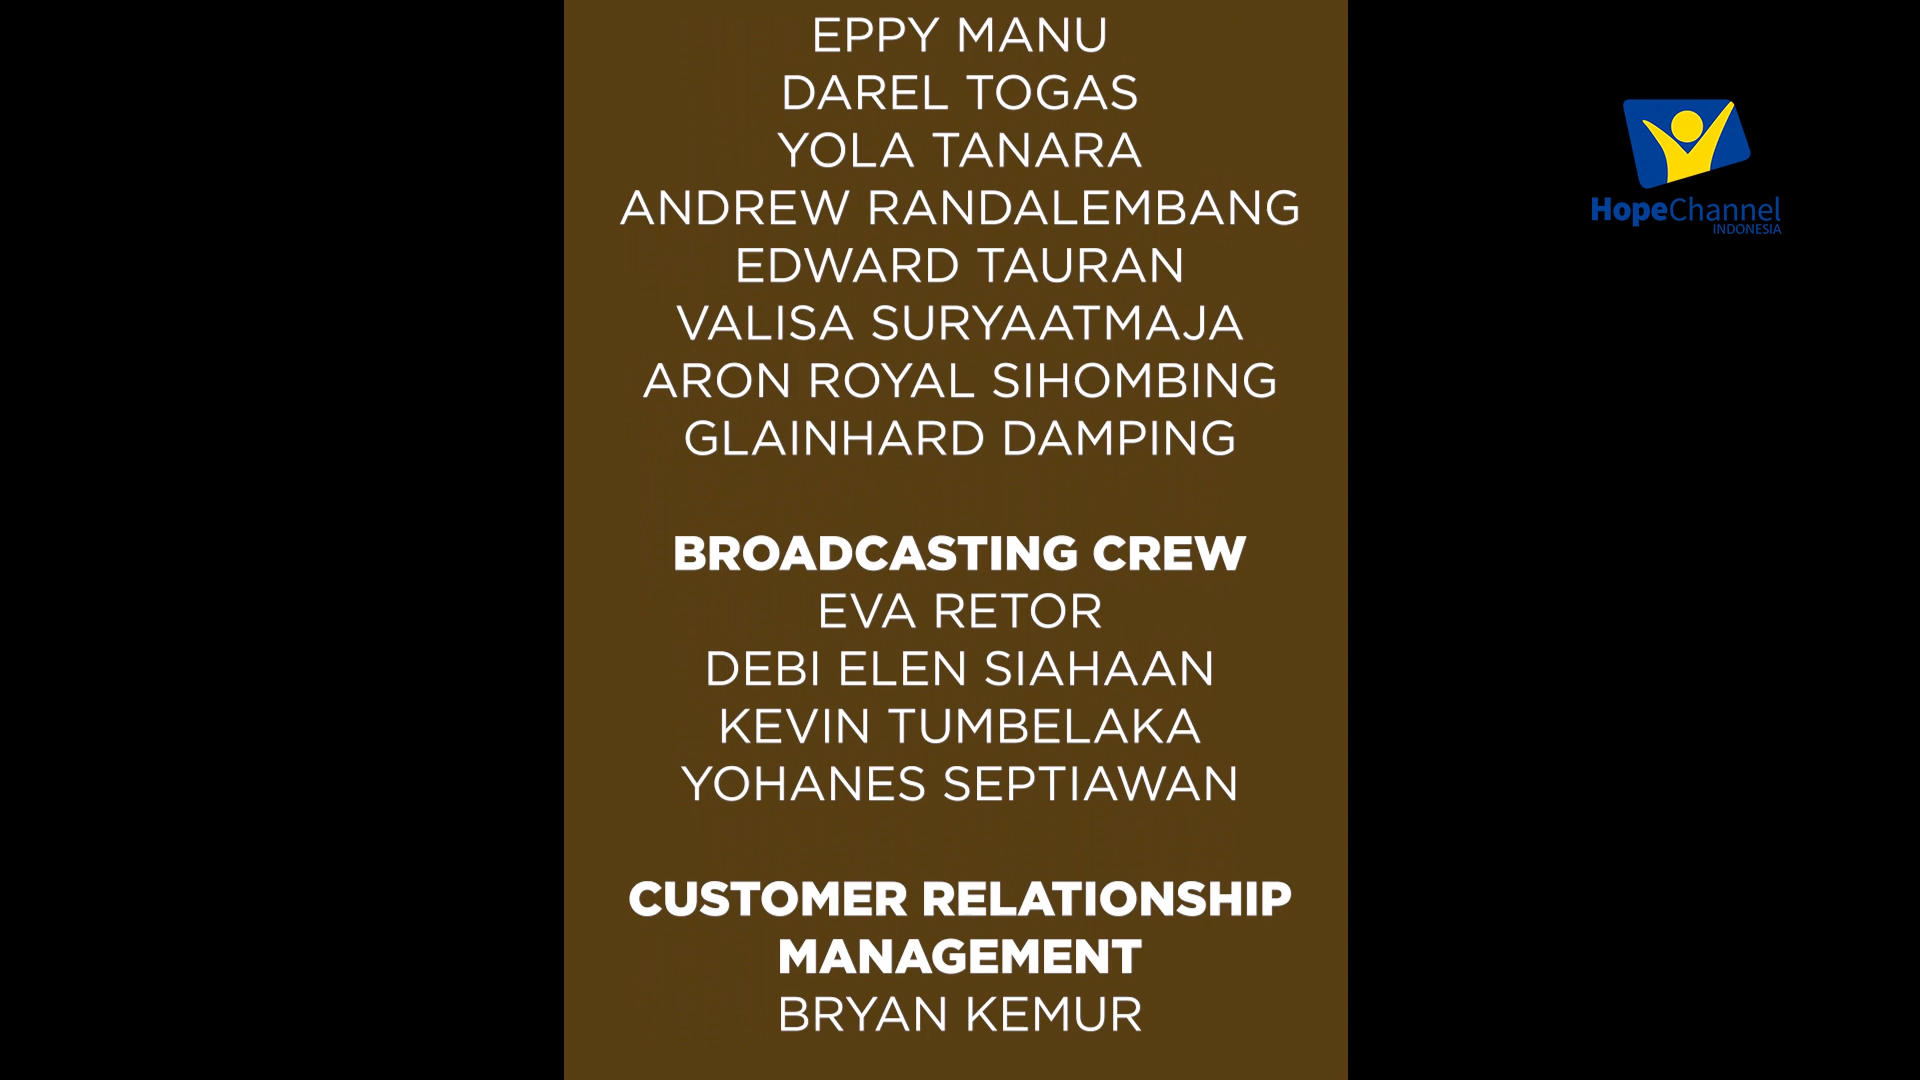 EPPY MANU
DAREL TOGAS
YOLA TANARA
ANDREW RANDALEMBANG
EDWARD TAURAN
VALISA SURYAATMAJA
ARON ROYAL SIHOMBING
GLAINHARD DAMPING
BROADCASTING CREW
EVA RETOR
DEBI ELEN SIAHAAN
KEVIN TUMBELAKA
YOHANES SEPTIAWAN
CUSTOMER RELATIONSHIP
MANAGEMENT
BRYAN KEMUR
HopeChannel
INDONESIA